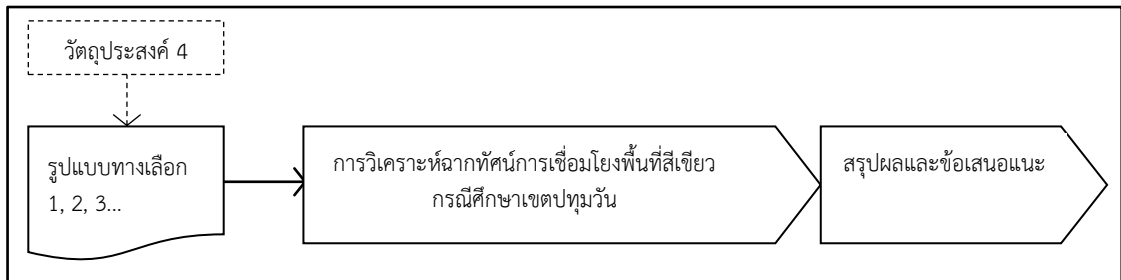 วัตถุประสงค์ 4
รูปแบบทางเลือก
1, 2, 3...
การวิเคราะห์ฉากทัศน์การเชื่อมโยงพื้นที่สีเขียว
กรณีศึกษาเขตปทุมวัน
สรุปผลและข้อเสนอแนะ